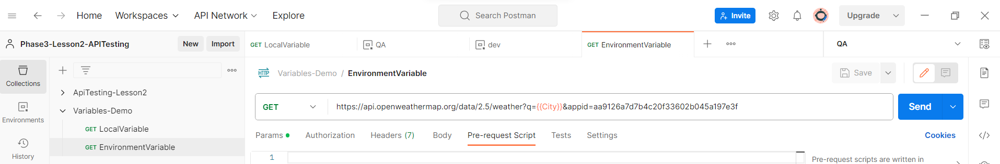 Home Workspaces API Network Explore Search Postman Invite Upgrade
Phase3-Lesson2-APITesting New Import
GET LocalVariable QA dev GET EnvironmentVariable QA
Collections
Environments
History
ApiTesting-Lesson2
Variables-Demo
GET LocalVariable
GET EnvironmentVariable
HTTP Variables-Demo / EnvironmentVariable Save
GET https://api.openweathermap.org/data/2.5/weather?q={{City}}&appid=aa9126a7d7b4c20f33602b045a197e3f Send
Params Authorization Headers (7) Body Pre-request Script Tests Settings Cookies
1
Pre-request scripts are written in